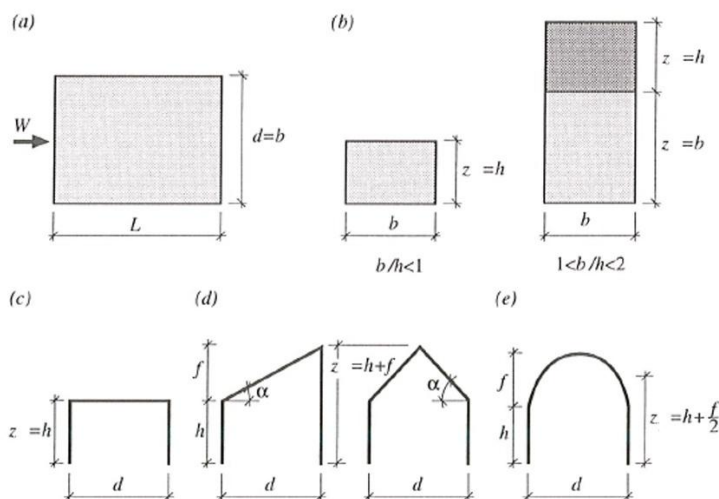 (a)
W
d=b
L
(b)
z =h
b
b/h<1
z =h
z =b
b
1<b/h<2
(c)
z =h
d
(d)
f
h
α
d
z =h+f
α
d
(e)
f
h
d
z =h+f/2